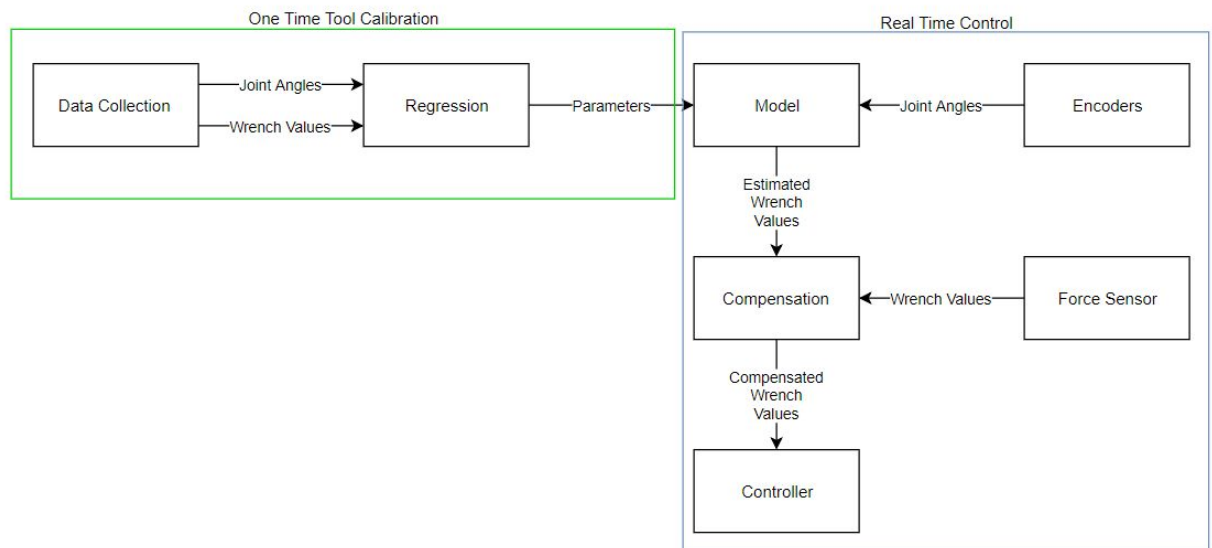 One Time Tool Calibration
Real Time Control
Data Collection
Joint Angles
Wrench Values
Regression
Parameters
Model
Joint Angles
Encoders
Estimated
Wrench
Values
Compensation
Wrench Values
Force Sensor
Compensated
Wrench
Values
Controller